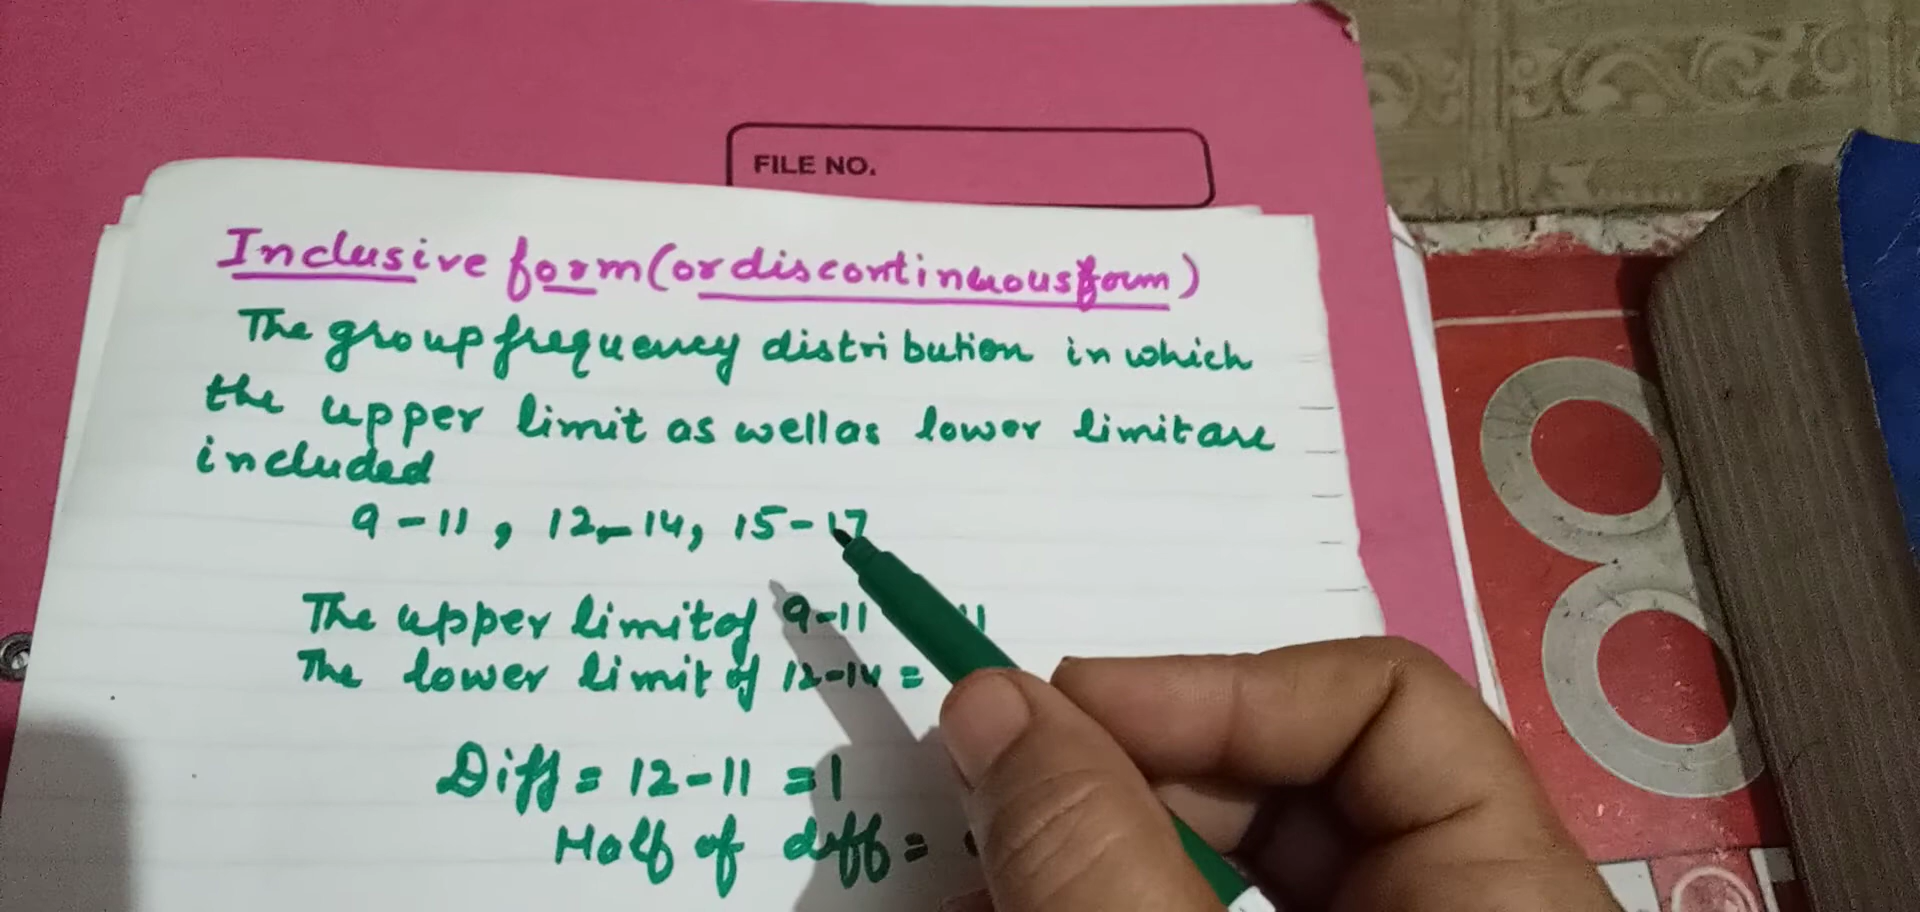 FILE NO.
Inclusive form (or discontinuous form)
The group frequency distribution in which
the upper limit as well as lower limit are
included
9-11, 12-14, 15-17
The upper limit of 9-11 11
The lower limit of 12-14 =
Diff = 12-11 = 1
Half of diff =